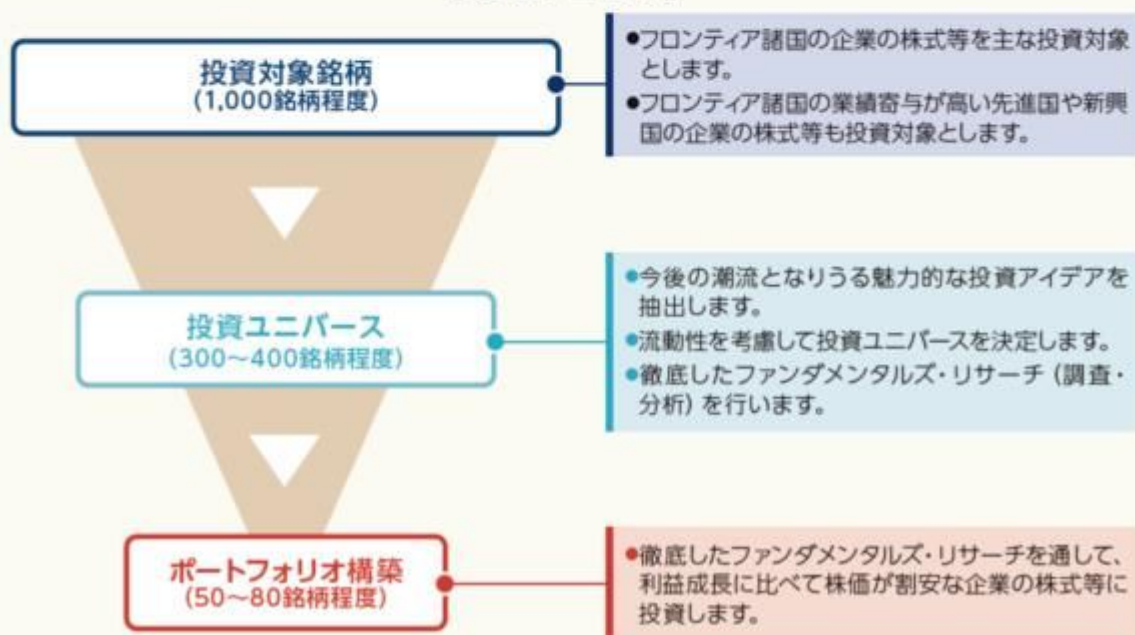 投資対象銘柄
(1,000銘柄程度)
●フロンティア諸国の企業の株式等を主な投資対象
とします。
●フロンティア諸国の業績寄与が高い先進国や新興
国の企業の株式等も投資対象とします。
投資ユニバース
(300～400銘柄程度)
●今後の潮流となりうる魅力的な投資アイデアを
抽出します。
●流動性を考慮して投資ユニバースを決定します。
●徹底したファンダメンタルズ・リサーチ（調査・
分析）を行います。
ポートフォリオ構築
(50～80銘柄程度)
●徹底したファンダメンタルズ・リサーチを通して、
利益成長に比べて株価が割安な企業の株式等に
投資します。